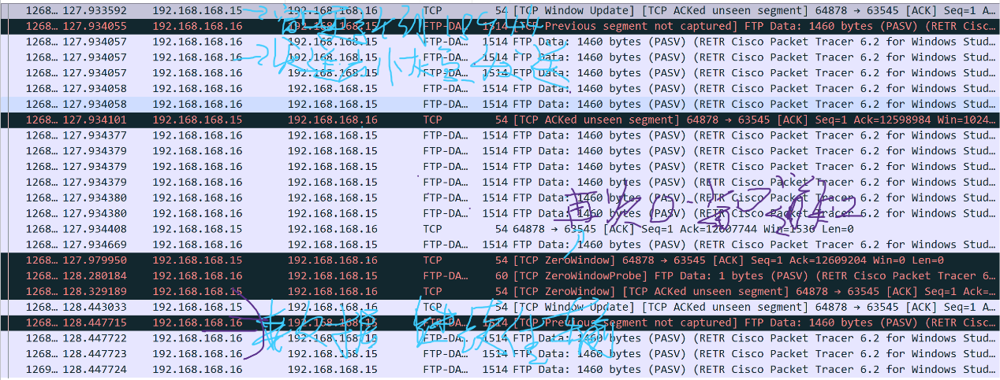 1268… 127.933592 192.168.168.15 192.168.168.16 TCP 54 [TCP Window Update] [TCP ACKed unseen segment] 64878 → 63545 [ACK] Seq=1 A…
1268… 127.934055 192.168.168.16 192.168.168.15 FTP-DA… 1514 [TCP Previous segment not captured] FTP Data: 1460 bytes (PASV) (RETR Cisc…
1268… 127.934057 192.168.168.16 192.168.168.15 FTP-DA… 1514 FTP Data: 1460 bytes (PASV) (RETR Cisco Packet Tracer 6.2 for Windows Stud…
1268… 127.934057 192.168.168.16 192.168.168.15 FTP-DA… 1514 FTP Data: 1460 bytes (PASV) (RETR Cisco Packet Tracer 6.2 for Windows Stud…
1268… 127.934057 192.168.168.16 192.168.168.15 FTP-DA… 1514 FTP Data: 1460 bytes (PASV) (RETR Cisco Packet Tracer 6.2 for Windows Stud…
1268… 127.934058 192.168.168.16 192.168.168.15 FTP-DA… 1514 FTP Data: 1460 bytes (PASV) (RETR Cisco Packet Tracer 6.2 for Windows Stud…
1268… 127.934058 192.168.168.16 192.168.168.15 FTP-DA… 1514 FTP Data: 1460 bytes (PASV) (RETR Cisco Packet Tracer 6.2 for Windows Stud…
1268… 127.934101 192.168.168.15 192.168.168.16 TCP 54 [TCP ACKed unseen segment] 64878 → 63545 [ACK] Seq=1 Ack=12598984 Win=1024…
1268… 127.934377 192.168.168.16 192.168.168.15 FTP-DA… 1514 FTP Data: 1460 bytes (PASV) (RETR Cisco Packet Tracer 6.2 for Windows Stud…
1268… 127.934379 192.168.168.16 192.168.168.15 FTP-DA… 1514 FTP Data: 1460 bytes (PASV) (RETR Cisco Packet Tracer 6.2 for Windows Stud…
1268… 127.934379 192.168.168.16 192.168.168.15 FTP-DA… 1514 FTP Data: 1460 bytes (PASV) (RETR Cisco Packet Tracer 6.2 for Windows Stud…
1268… 127.934379 192.168.168.16 192.168.168.15 FTP-DA… 1514 FTP Data: 1460 bytes (PASV) (RETR Cisco Packet Tracer 6.2 for Windows Stud…
1268… 127.934380 192.168.168.16 192.168.168.15 FTP-DA… 1514 FTP Data: 1460 bytes (PASV) (RETR Cisco Packet Tracer 6.2 for Windows Stud…
1268… 127.934380 192.168.168.16 192.168.168.15 FTP-DA… 1514 FTP Data: 1460 bytes (PASV) (RETR Cisco Packet Tracer 6.2 for Windows Stud…
1268… 127.934408 192.168.168.15 192.168.168.16 TCP 54 64878 → 63545 [ACK] Seq=1 Ack=12607744 Win=1536 Len=0
1268… 127.934669 192.168.168.16 192.168.168.15 FTP-DA… 1514 FTP Data: 1460 bytes (PASV) (RETR Cisco Packet Tracer 6.2 for Windows Stud…
1268… 127.979950 192.168.168.15 192.168.168.16 TCP 54 [TCP ZeroWindow] 64878 → 63545 [ACK] Seq=1 Ack=12609204 Win=0 Len=0
1268… 128.280184 192.168.168.16 192.168.168.15 FTP-DA… 60 [TCP ZeroWindowProbe] FTP Data: 1 bytes (PASV) (RETR Cisco Packet Tracer 6…
1268… 128.329189 192.168.168.15 192.168.168.16 TCP 54 [TCP ZeroWindow] [TCP ACKed unseen segment] 64878 → 63545 [ACK] Seq=1 Ack=…
1268… 128.443033 192.168.168.15 192.168.168.16 TCP 54 [TCP Window Update] [TCP ACKed unseen segment] 64878 → 63545 [ACK] Seq=1 A…
1268… 128.447715 192.168.168.16 192.168.168.15 FTP-DA… 1514 [TCP Previous segment not captured] FTP Data: 1460 bytes (PASV) (RETR Cisc…
1268… 128.447722 192.168.168.16 192.168.168.15 FTP-DA… 1514 FTP Data: 1460 bytes (PASV) (RETR Cisco Packet Tracer 6.2 for Windows Stud…
1268… 128.447723 192.168.168.16 192.168.168.15 FTP-DA… 1514 FTP Data: 1460 bytes (PASV) (RETR Cisco Packet Tracer 6.2 for Windows Stud…
1269… 128.447724 192.168.168.16 192.168.168.15 FTP-DA… 1514 FTP Data: 1460 bytes (PASV) (RETR Cisco Packet Tracer 6.2 for Windows Stud…